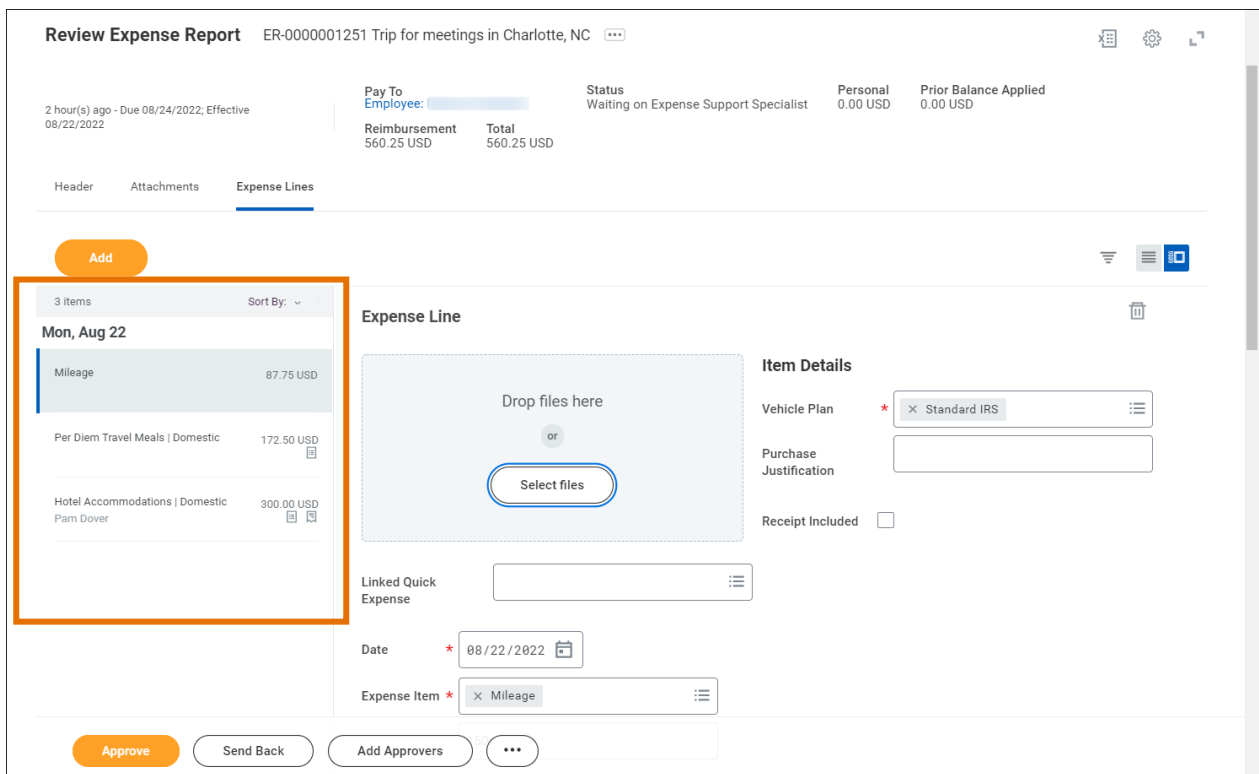 Review Expense Report ER-0000001251 Trip for meetings in Charlotte, NC
2 hour(s) ago - Due 08/24/2022; Effective
08/22/2022
Pay To
Employee:
Status
Waiting on Expense Support Specialist
Personal
0.00 USD
Prior Balance Applied
0.00 USD
Reimbursement
560.25 USD
Total
560.25 USD
Header Attachments Expense Lines
Add
3 items Sort By:
Mon, Aug 22
Mileage 87.75 USD
Per Diem Travel Meals | Domestic 172.50 USD
Hotel Accommodations | Domestic 300.00 USD
Pam Dover
Expense Line
Drop files here
or
Select files
Item Details
Vehicle Plan * × Standard IRS
Purchase
Justification
Receipt Included
Linked Quick
Expense
Date * 08/22/2022
Expense Item * × Mileage
Approve Send Back Add Approvers